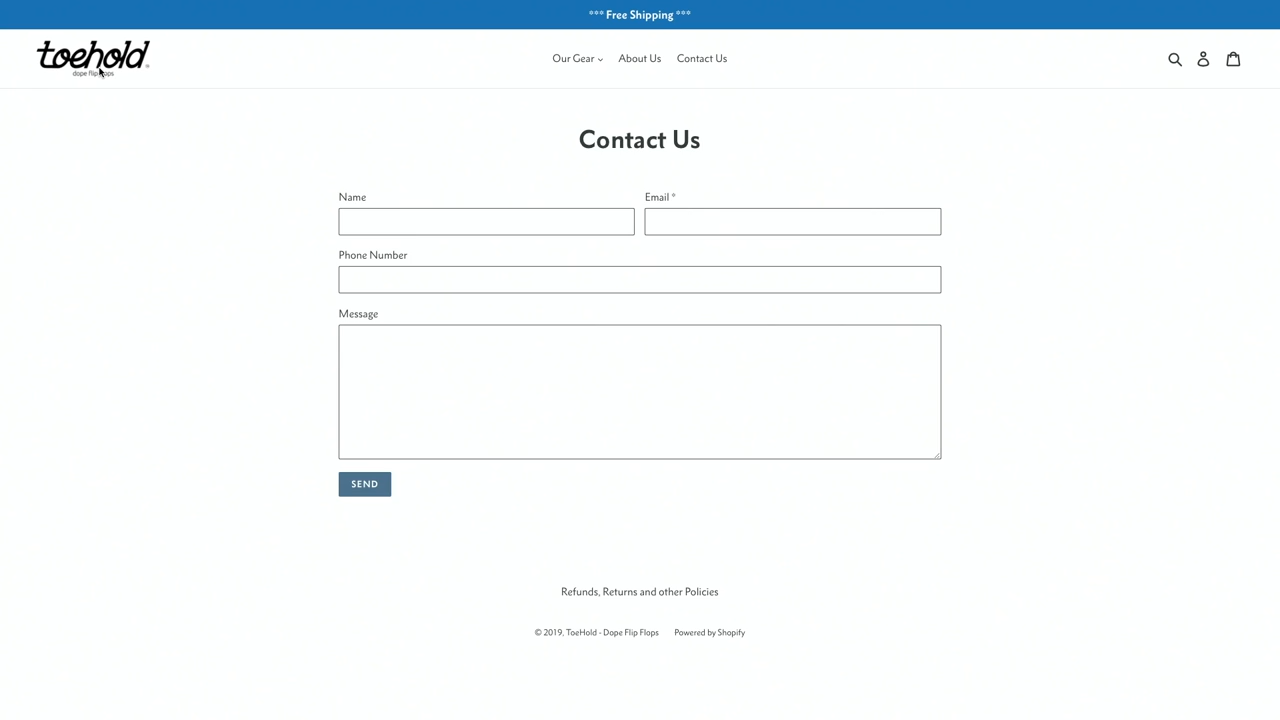 *** Free Shipping ***
toehold
dope flip flops
Our Gear
About Us
Contact Us
Contact Us
Name
Email *
Phone Number
Message
SEND
Refunds, Returns and other Policies
© 2019, ToeHold - Dope Flip Flops
Powered by Shopify